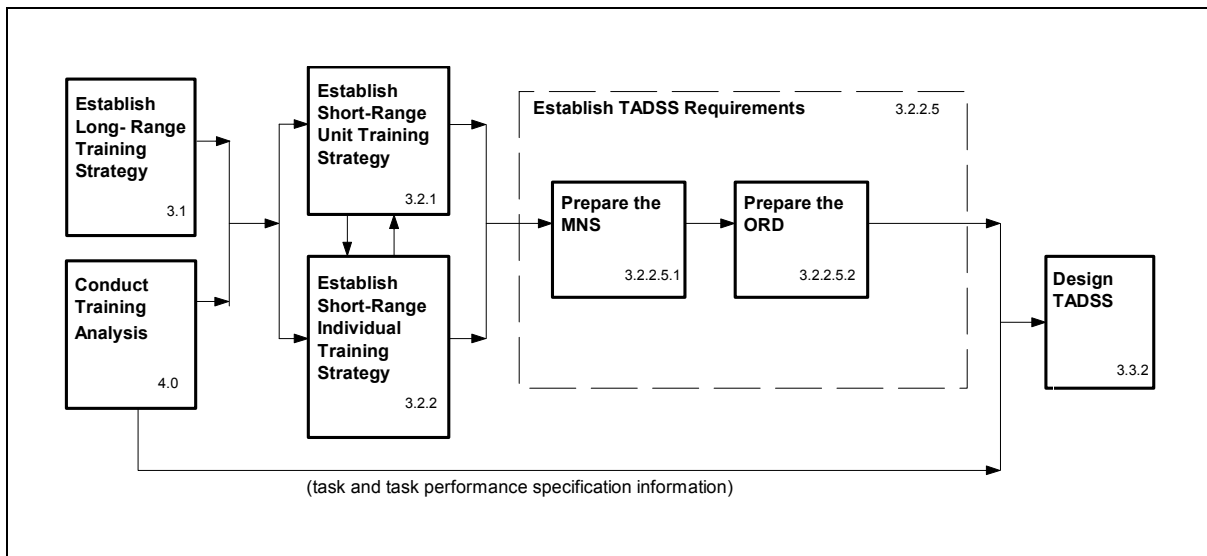 Establish
Long- Range
Training
Strategy
3.1
Conduct
Training
Analysis
4.0
Establish
Short-Range
Unit Training
Strategy
3.2.1
Establish
Short-Range
Individual
Training
Strategy
3.2.2
Establish TADSS Requirements
3.2.2.5
Prepare the
MNS
3.2.2.5.1
Prepare the
ORD
3.2.2.5.2
Design
TADSS
3.3.2
(task and task performance specification information)